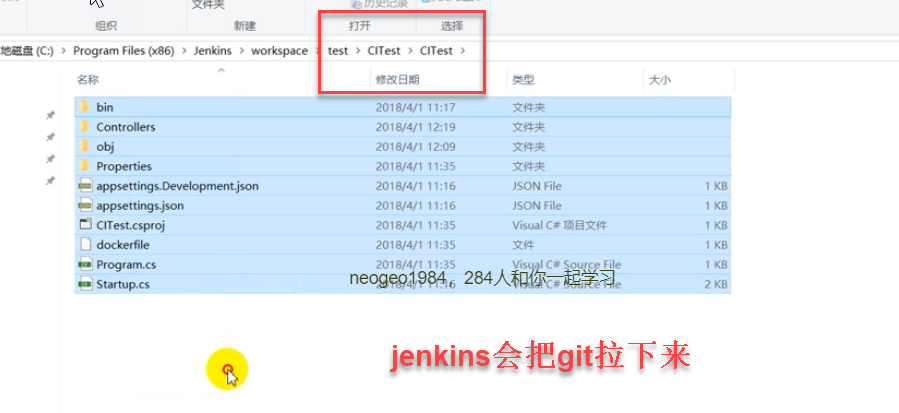 文件夹
历史记录
组织
新建
打开
选择
地磁盘 (C:) > Program Files (x86) > Jenkins > workspace > test > CITest > CITest >
名称 修改日期 类型 大小
bin 2018/4/1 11:17 文件夹
Controllers 2018/4/1 12:19 文件夹
obj 2018/4/1 12:09 文件夹
Properties 2018/4/1 11:35 文件夹
appsettings.Development.json 2018/4/1 11:16 JSON File 1 KB
appsettings.json 2018/4/1 11:16 JSON File 1 KB
CITest.csproj 2018/4/1 11:35 Visual C# 项目文件 1 KB
dockerfile 2018/4/1 11:35 文件 1 KB
Program.cs 2018/4/1 11:35 Visual C# Source File 1 KB
neogeo1984，284人和你一起学习
Startup.cs 2018/4/1 11:16 Visual C# Source File 2 KB
jenkins会把git拉下来